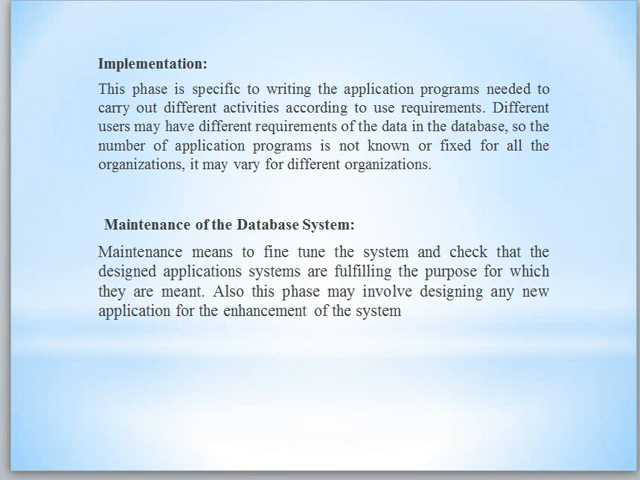 Implementation:
This phase is specific to writing the application programs needed to
carry out different activities according to use requirements. Different
users may have different requirements of the data in the database, so the
number of application programs is not known or fixed for all the
organizations, it may vary for different organizations.
Maintenance of the Database System:
Maintenance means to fine tune the system and check that the
designed applications systems are fulfilling the purpose for which
they are meant. Also this phase may involve designing any new
application for the enhancement of the system